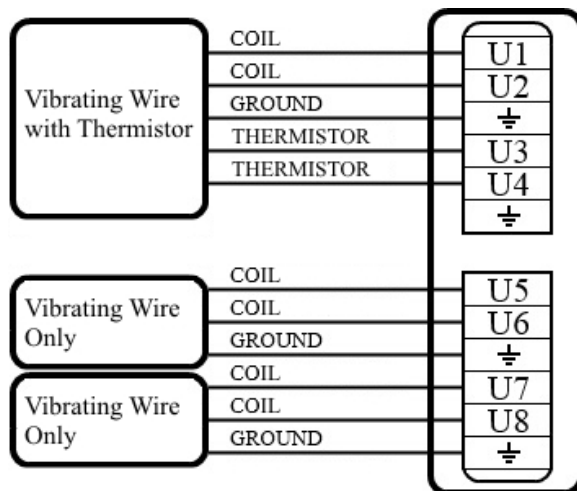 Vibrating Wire
with Thermistor
COIL
COIL
GROUND
THERMISTOR
THERMISTOR
U1
U2
U3
U4
Vibrating Wire
Only
COIL
COIL
GROUND
Vibrating Wire
Only
COIL
COIL
GROUND
U5
U6
U7
U8